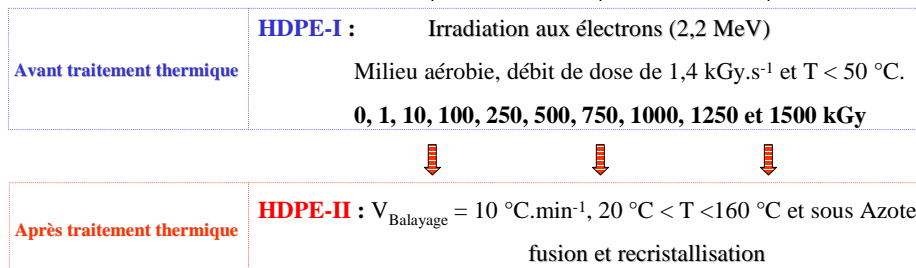 HDPE-I : Irradiation aux électrons (2,2 MeV)
Avant traitement thermique
Milieu aérobie, débit de dose de 1,4 kGy.s-1 et T < 50 °C.
0, 1, 10, 100, 250, 500, 750, 1000, 1250 et 1500 kGy
HDPE-II : VBalayage = 10 °C.min-1, 20 °C < T <160 °C et sous Azote
Après traitement thermique
fusion et recristallisation